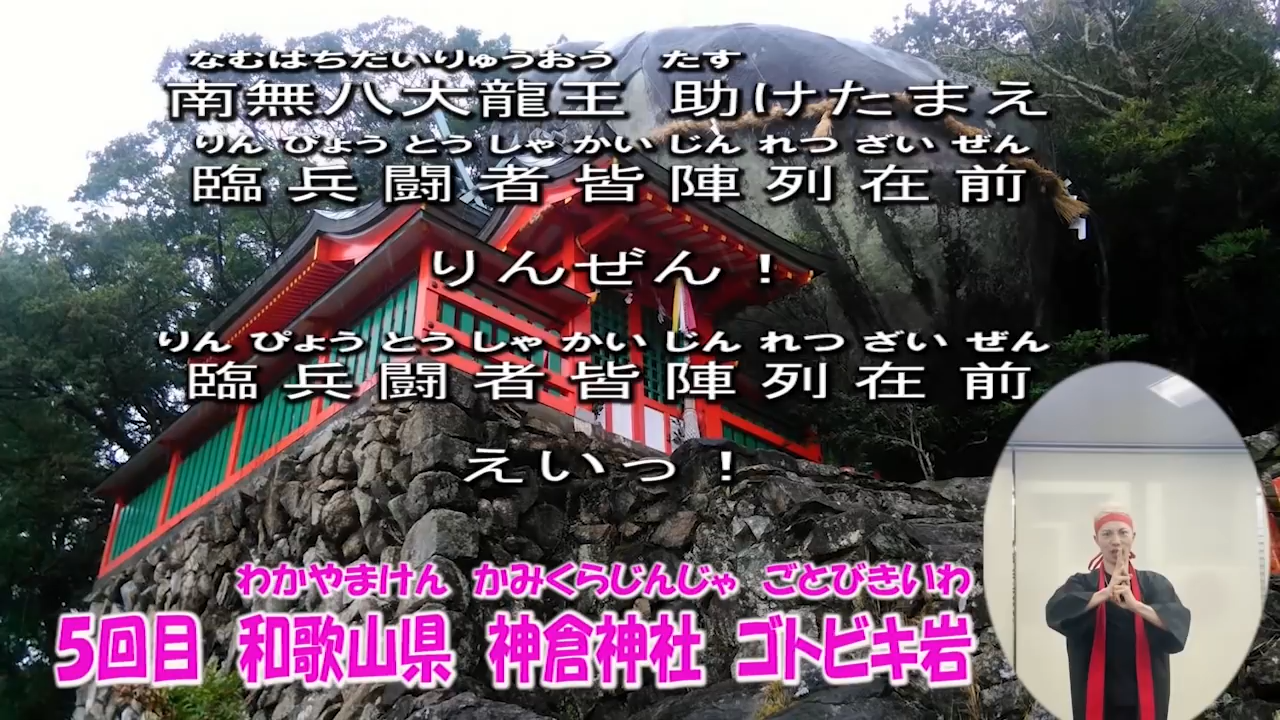 なむはちだいりゅうおう たす
南無八大龍王 助けたまえ
りん ぴょう とう しゃ かい じん れつ ざい ぜん
臨兵闘者皆陣列在前
りんぜん！
りん ぴょう とう しゃ かい じん れつ ざい ぜん
臨兵闘者皆陣列在前
えいっ！
わかやまけん かみくらじんじゃ ごとびきいわ
5回目 和歌山県 神倉神社 ゴトビキ岩